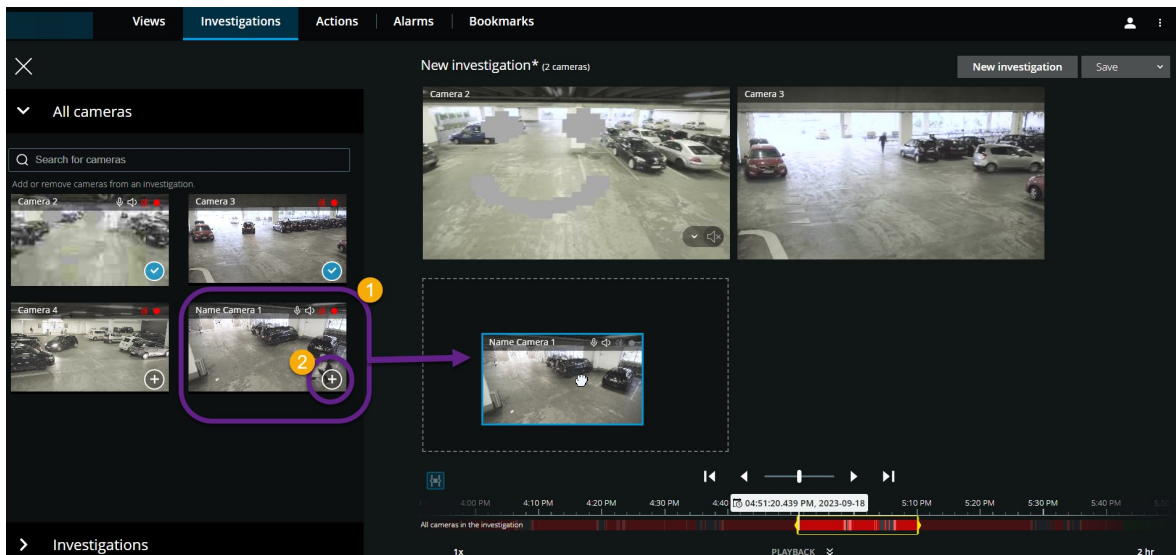 Views Investigations Actions Alarms Bookmarks
New investigation* (2 cameras)
New investigation Save
All cameras
Search for cameras
Add or remove cameras from an investigation.
Camera 2
Camera 3
Camera 4
Name Camera 1
1
2
Camera 2
Camera 3
Name Camera 1
4:00 PM 4:10 PM 4:20 PM 4:30 PM 4:40 04:51:20.439 PM, 2023-09-18 5:10 PM 5:20 PM 5:30 PM 5:40 PM
All cameras in the investigation
Investigations
1x PLAYBACK 2 hr